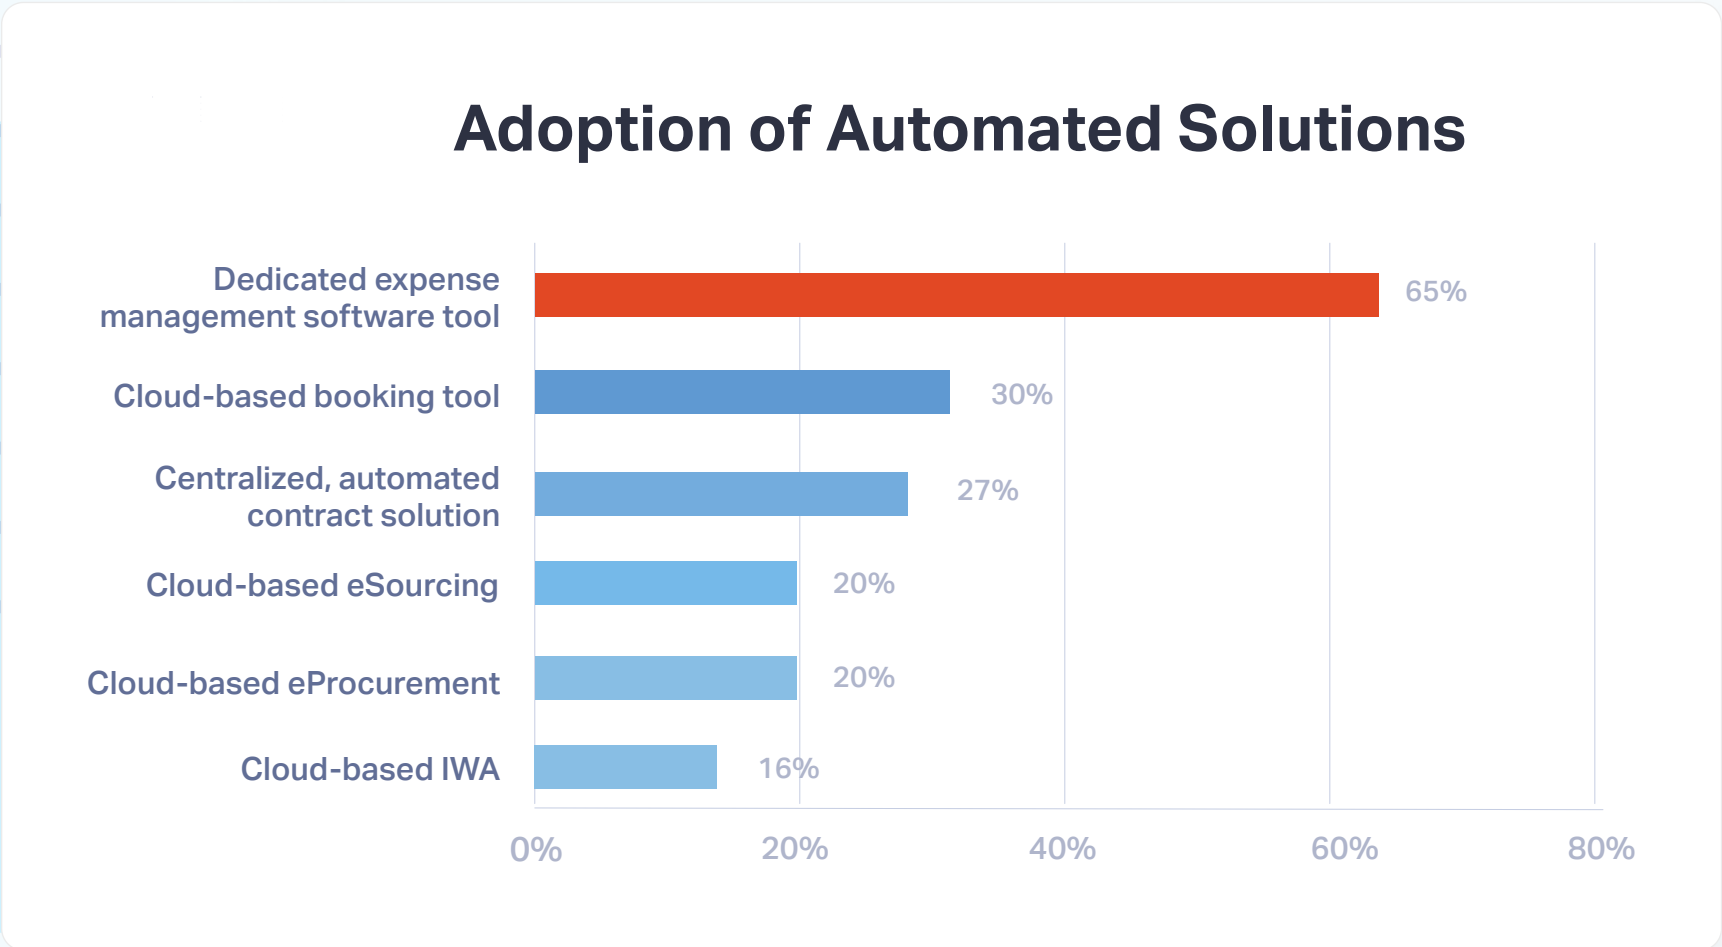 Adoption of Automated Solutions
Dedicated expense
management software tool
65%
Cloud-based booking tool
30%
Centralized, automated
contract solution
27%
Cloud-based eSourcing
20%
Cloud-based eProcurement
20%
Cloud-based IWA
16%
0%
20%
40%
60%
80%